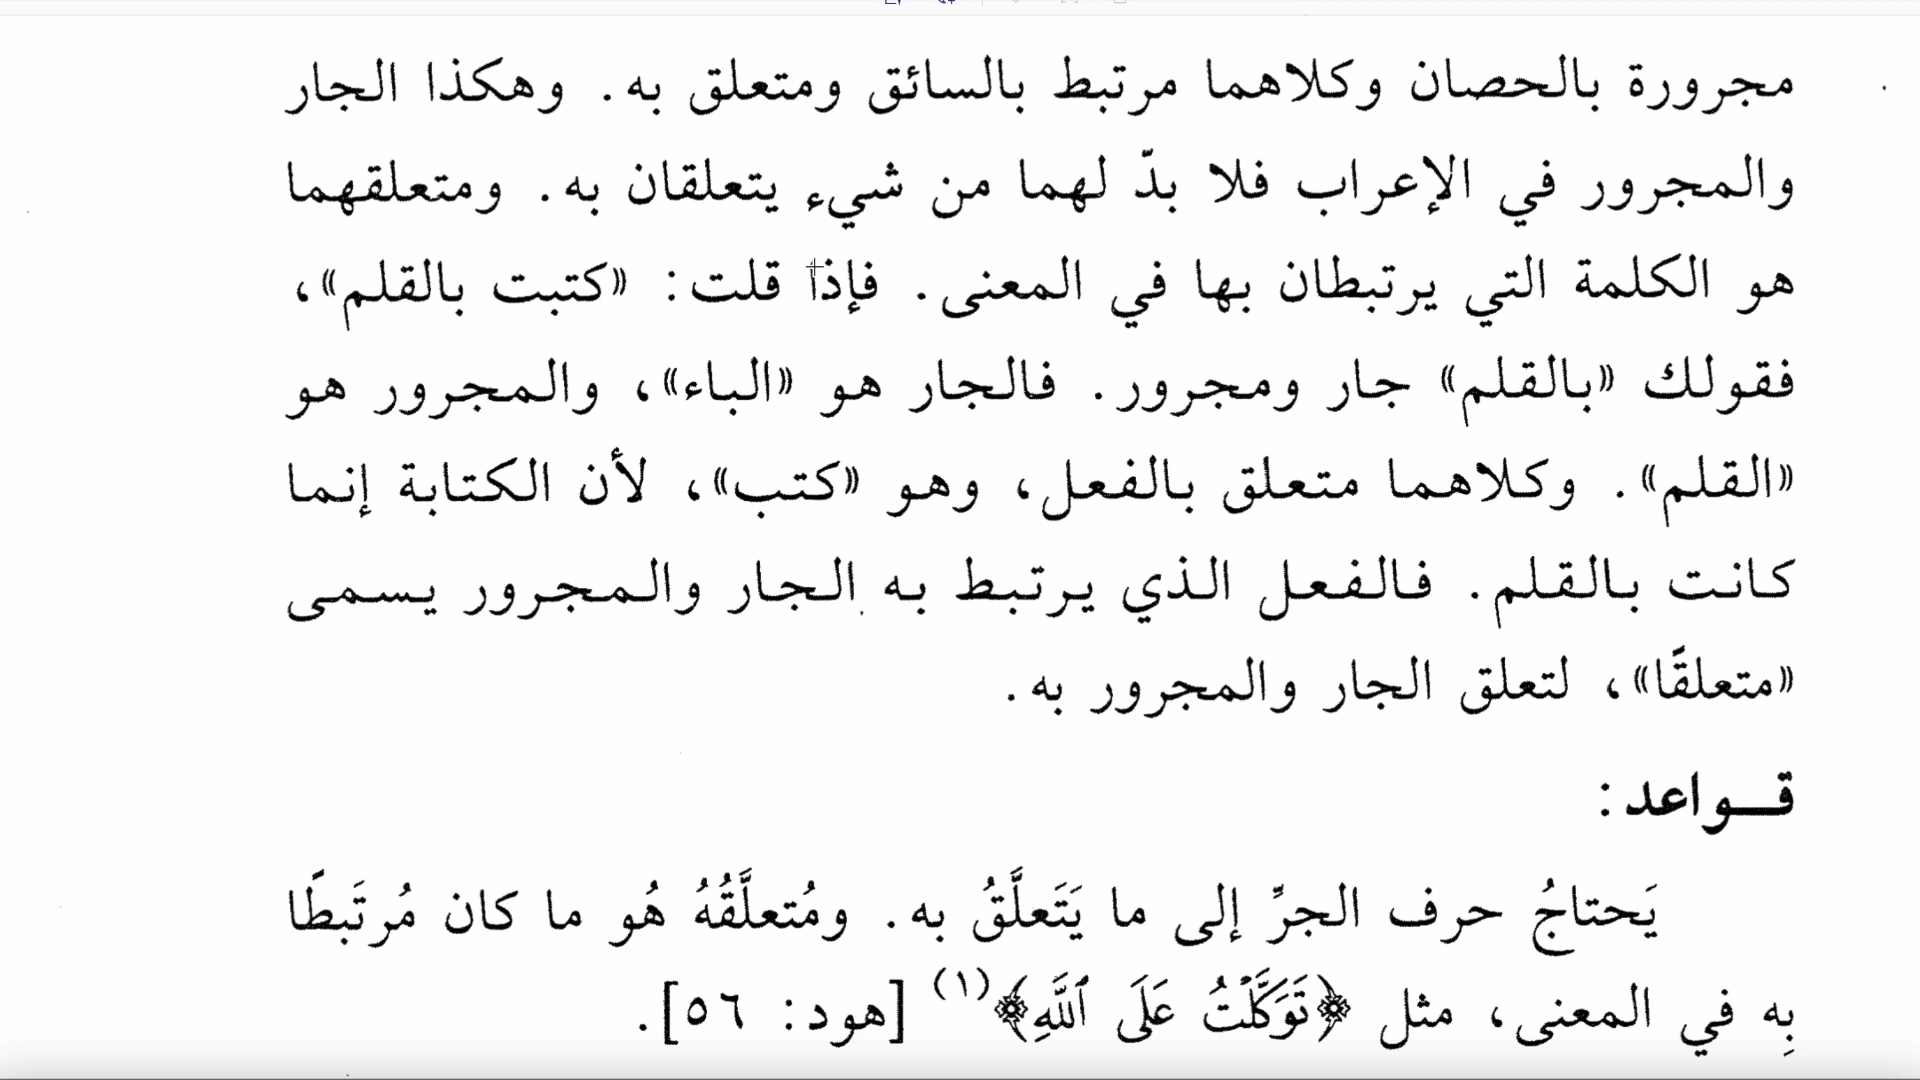 مجرورة بالحصان وكلاهما مرتبط بالسائق ومتعلق به. وهكذا الجار
والمجرور في الإعراب فلا بدّ لهما من شيء يتعلقان به. ومتعلقهما
هو الكلمة التي يرتبطان بها في المعنى. فإذا قلت: «كتبت بالقلم»،
فقولك «بالقلم» جار ومجرور. فالجار هو «الباء»، والمجرور هو
«القلم». وكلاهما متعلق بالفعل، وهو «كتب»، لأن الكتابة إنما
كانت بالقلم. فالفعل الذي يرتبط به الجار والمجرور يسمى
«متعلقًا»، لتعلق الجار والمجرور به.
قـــواعد:
يَحتاجُ حرف الجرِّ إلى ما يَتَعلَّقُ به. ومُتعلَّقُهُ هُو ما كان مُرتَبطًا
بِه في المعنى، مثل ﴿تَوَكَّلْتُ عَلَى ٱللَّهِ﴾(١) [هود: ٥٦].